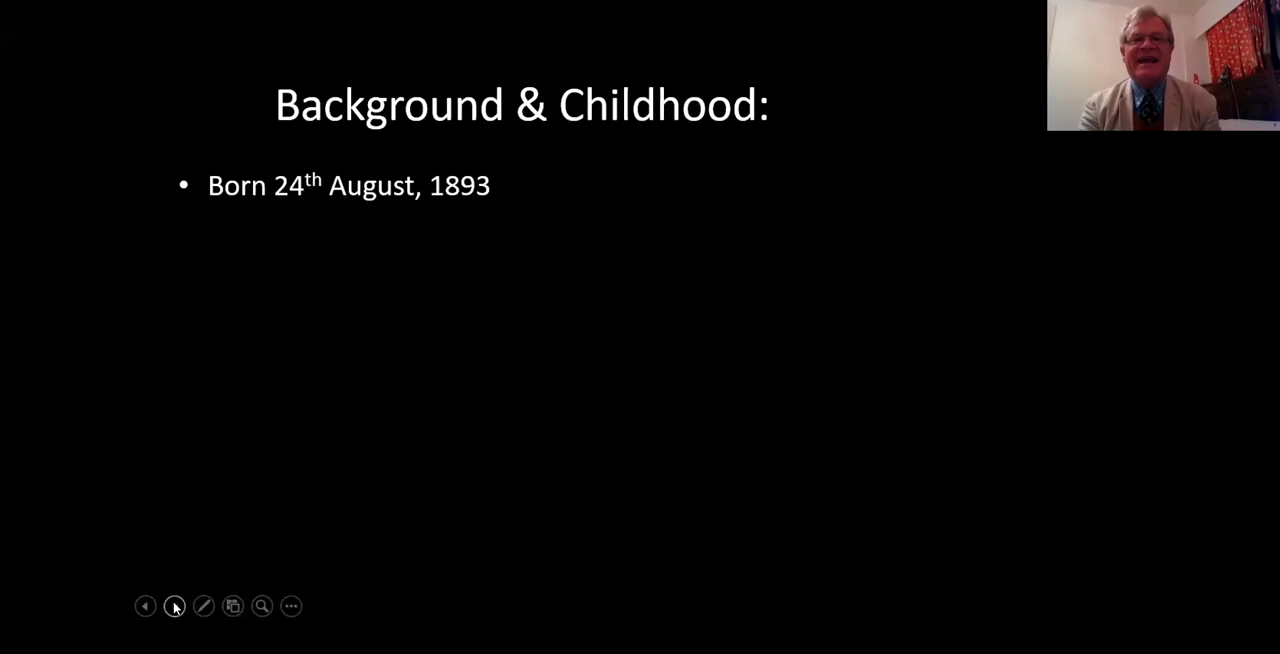 Background & Childhood:
• Born 24th August, 1893